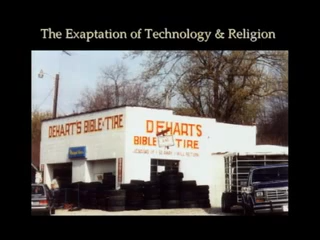 The Exaptation of Technology & Religion
DEHART'S BIBLE & TIRE
DEHART'S
BIBLE & TIRE